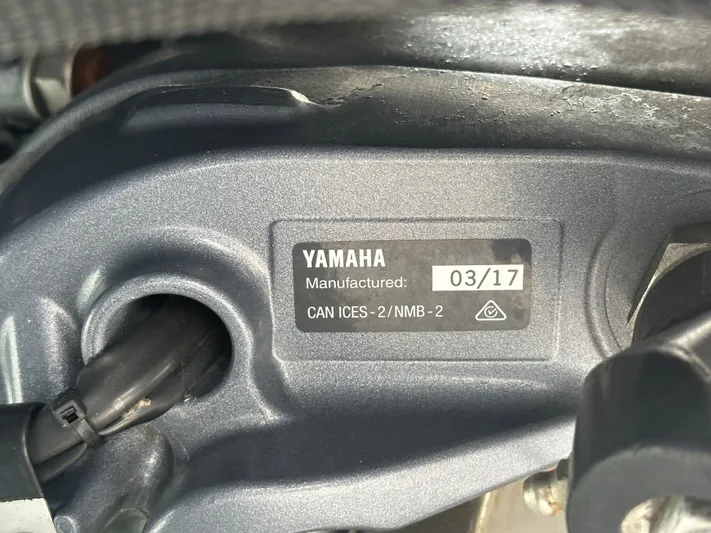 YAMAHA
Manufactured: 03/17
CAN ICES-2/NMB-2